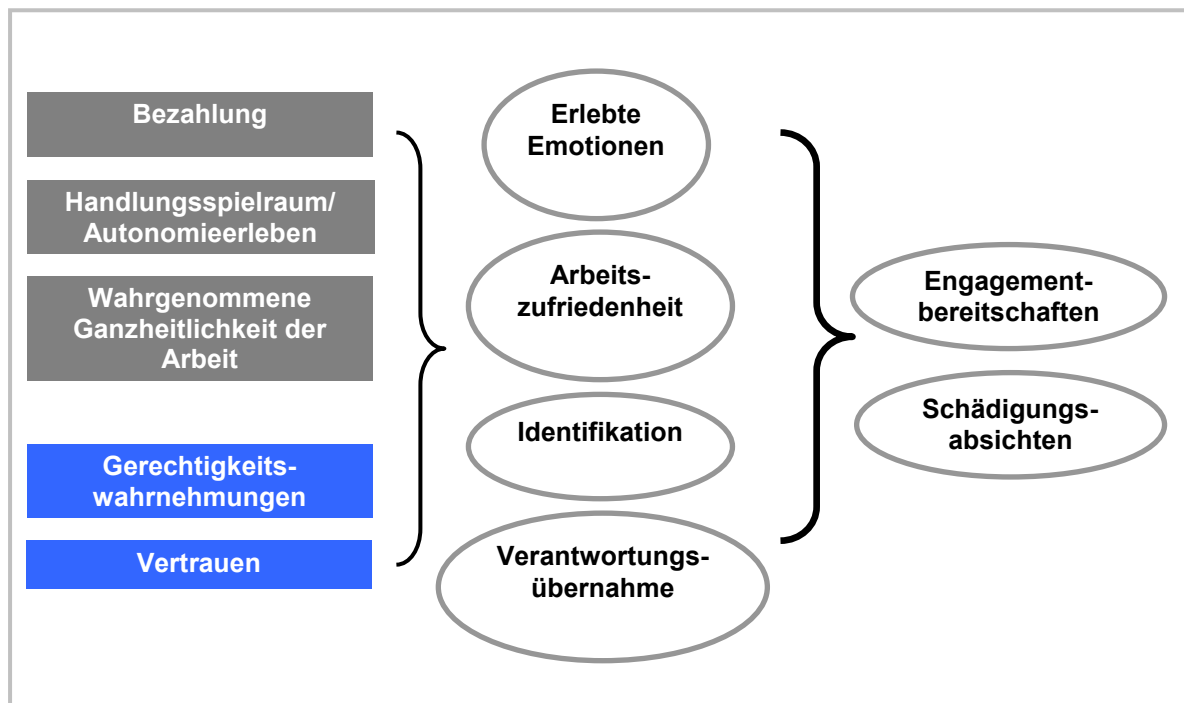 Bezahlung
Handlungsspielraum/
Autonomieerleben
Wahrgenommene
Ganzheitlichkeit der
Arbeit
Gerechtigkeits-
wahrnehmungen
Vertrauen
Erlebte
Emotionen
Arbeits-
zufriedenheit
Identifikation
Verantwortungs-
übernahme
Engagement-
bereitschaften
Schädigungs-
absichten